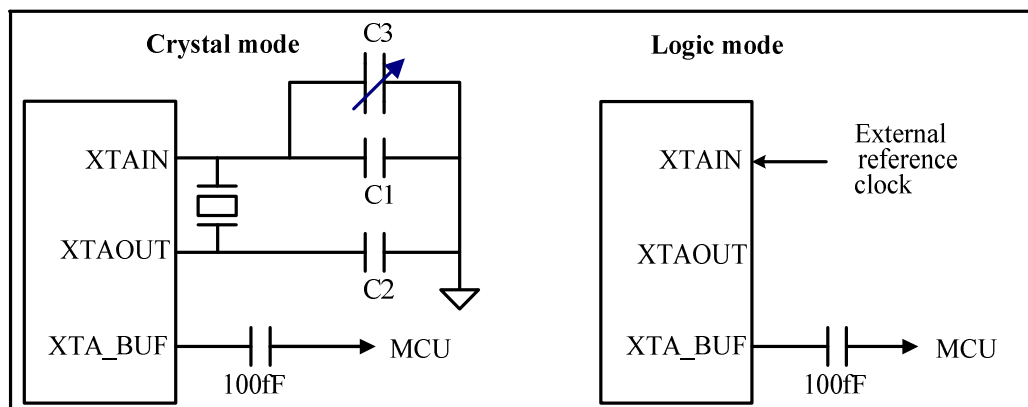 Crystal mode
C3
XTAIN
C1
XTAOUT
C2
XTA_BUF
100fF
MCU
Logic mode
XTAIN
External
reference
clock
XTAOUT
XTA_BUF
100fF
MCU